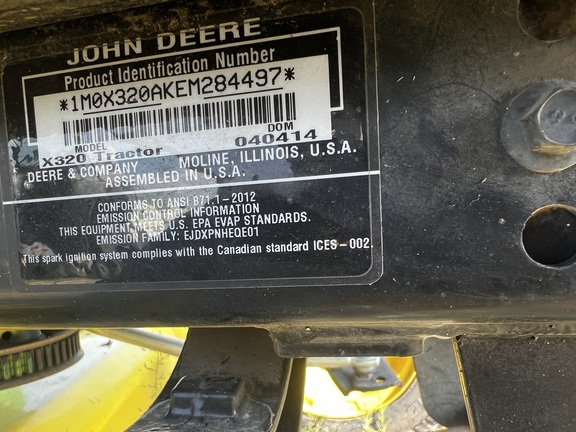 JOHN DEERE
Product Identification Number
*1M0X320AKEM284497*
MODEL DOM
X320 Tractor 040414
DEERE & COMPANY MOLINE, ILLINOIS, U.S.A.
ASSEMBLED IN U.S.A.
CONFORMS TO ANSI B71.1-2012
EMISSION CONTROL INFORMATION
THIS EQUIPMENT MEETS U.S. EPA EVAP STANDARDS.
EMISSION FAMILY: EJDXPNHEQE01
This spark ignition system complies with the Canadian standard ICES-002.